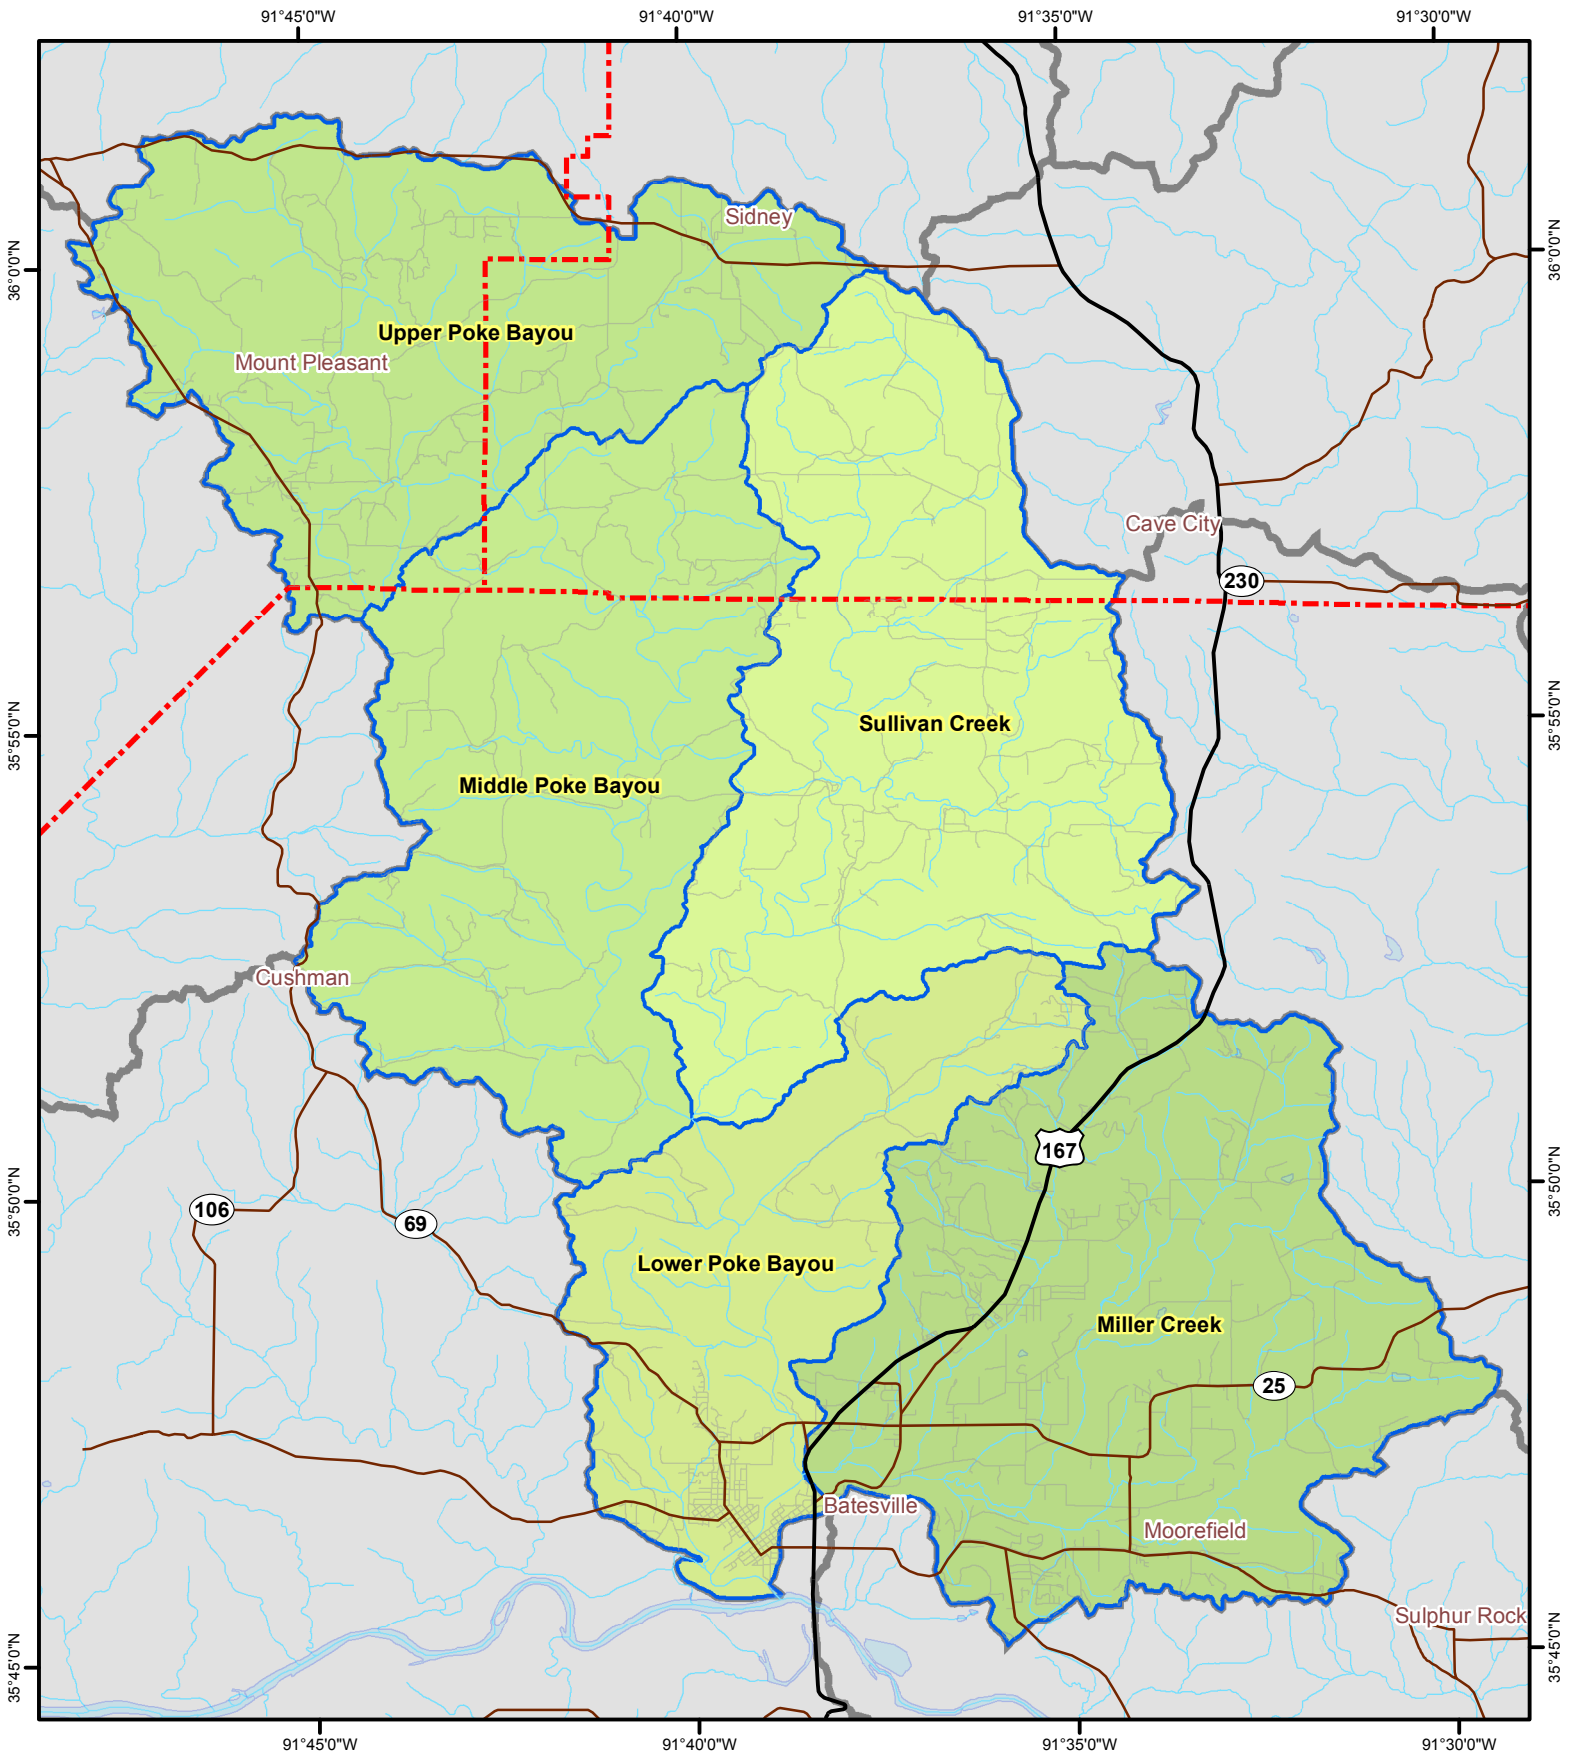 91°45'0"W
91°40'0"W
91°35'0"W
91°30'0"W
Sidney
36°0'0"N
36°0'0"N
Upper Poke Bayou
Mount Pleasant
Cave City
230
35°55'0"N
35°55'0"N
Sullivan Creek
Middle Poke Bayou
Cushman
167
35°50'0"N
35°50'0"N
106
69
Lower Poke Bayou
Miller Creek
25
Batesville
Moorefield
Sulphur Rock
35°45'0"N
35°45'0"N
91°45'0"W
91°40'0"W
91°35'0"W
91°30'0"W